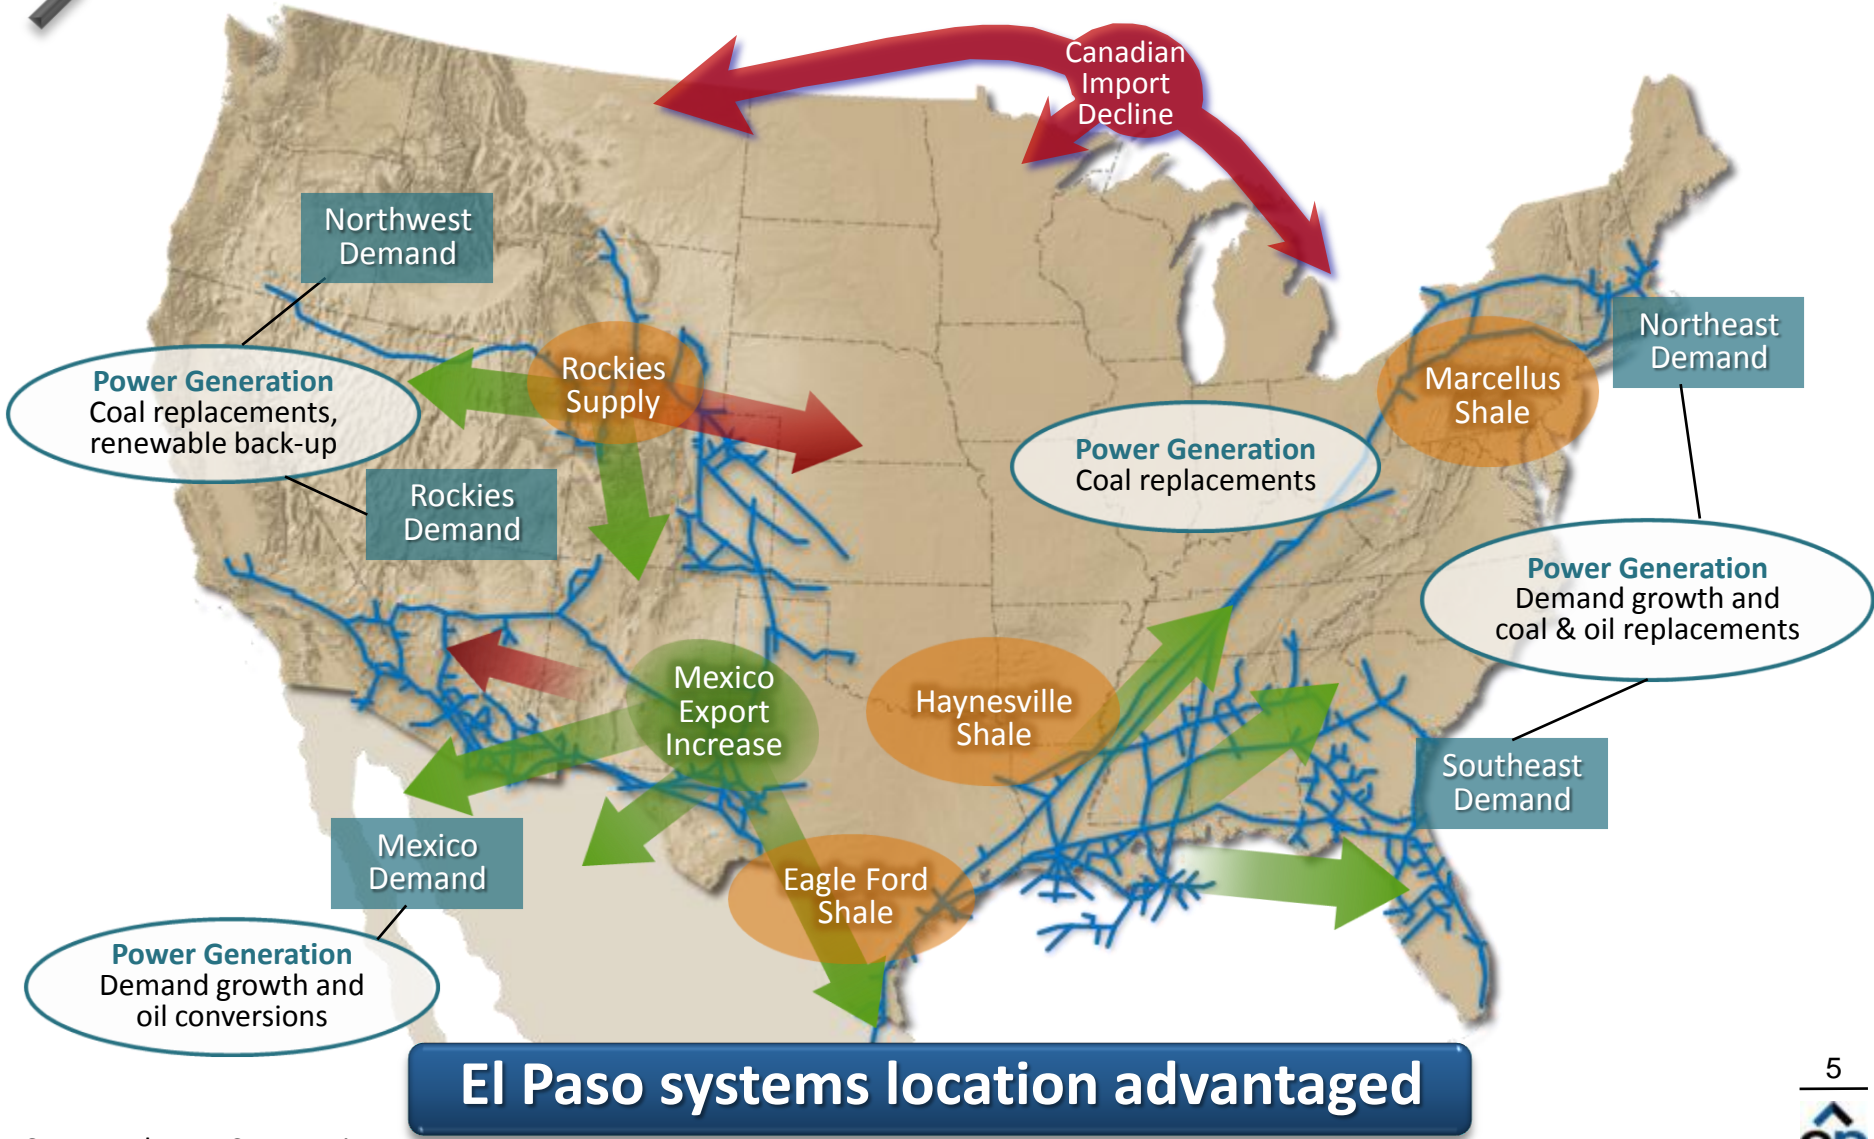 Canadian
Import
Decline
Northwest
Demand
Power Generation
Coal replacements,
renewable back-up
Rockies
Supply
Rockies
Demand
Power Generation
Coal replacements
Marcellus
Shale
Northeast
Demand
Power Generation
Demand growth and
coal & oil replacements
Mexico
Export
Increase
Haynesville
Shale
Southeast
Demand
Mexico
Demand
Eagle Ford
Shale
Power Generation
Demand growth and
oil conversions
El Paso systems location advantaged
5